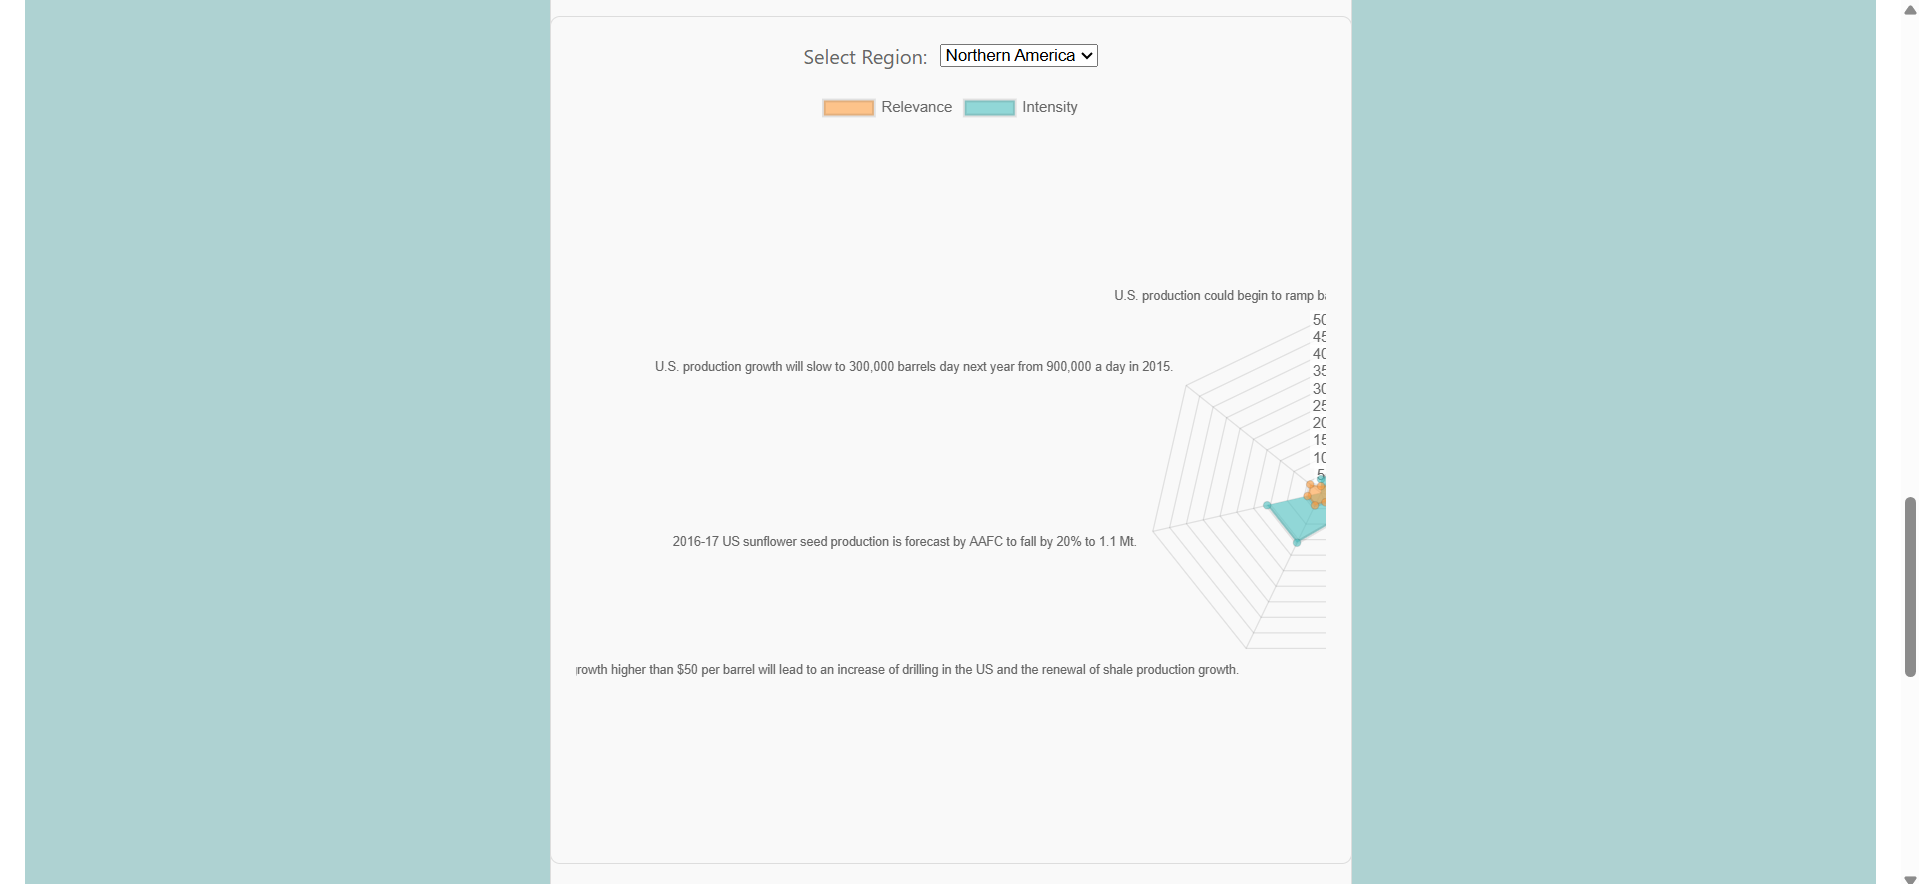 Select Region: Northern America
Relevance Intensity
U.S. production could begin to ramp
50
45
40
35
30
25
20
15
10
5
U.S. production growth will slow to 300,000 barrels day next year from 900,000 a day in 2015.
2016-17 US sunflower seed production is forecast by AAFC to fall by 20% to 1.1 Mt.
rowth higher than $50 per barrel will lead to an increase of drilling in the US and the renewal of shale production growth.